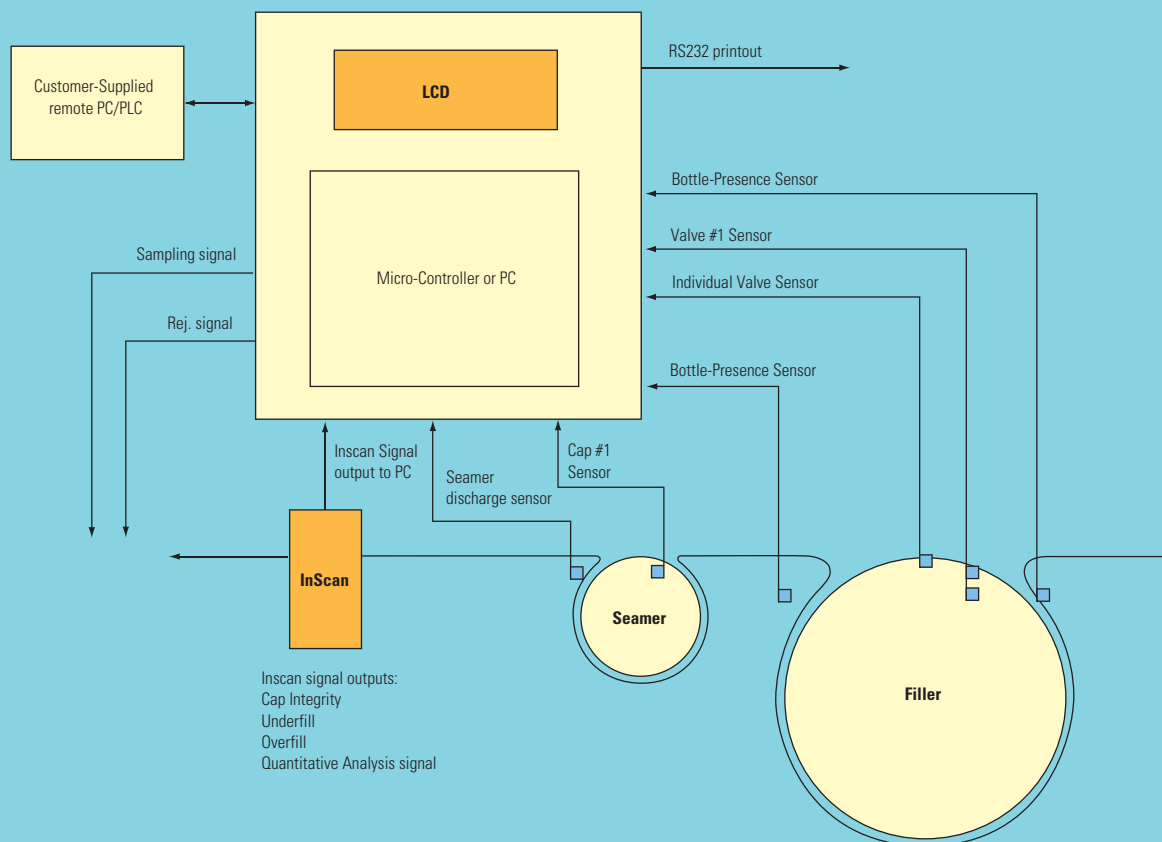 Customer-Supplied
remote PC/PLC
LCD
RS232 printout
Micro-Controller or PC
Bottle-Presence Sensor
Valve #1 Sensor
Individual Valve Sensor
Bottle-Presence Sensor
Sampling signal
Rej. signal
Inscan Signal
output to PC
Seamer
discharge sensor
Cap #1
Sensor
InScan
Seamer
Filler
Inscan signal outputs:
Cap Integrity
Underfill
Overfill
Quantitative Analysis signal